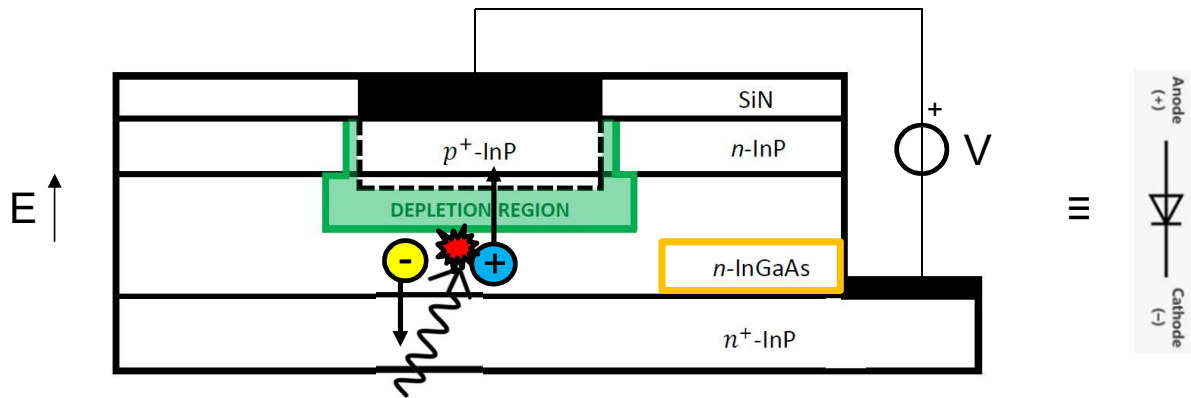 SiN
p⁺-InP
n-InP
+
V
E
DEPLETION REGION
≡
-
+
n-InGaAs
n⁺-InP
Anode
(+)
Cathode
(−)